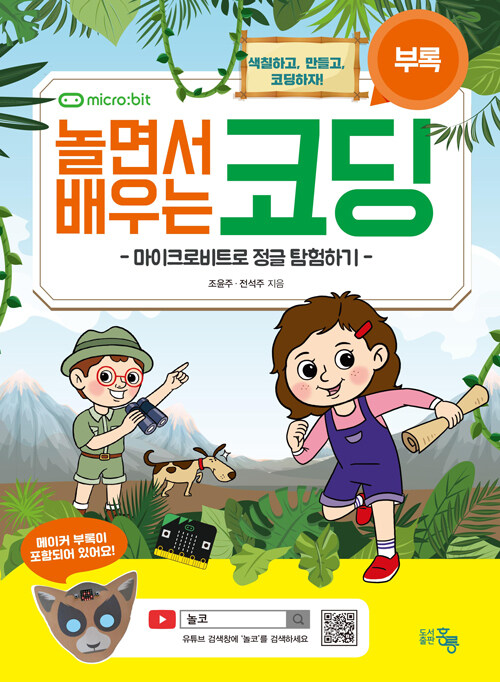 색칠하고, 만들고,
코딩하자!
부록
micro:bit
놀면서
배우는
코딩
- 마이크로비트로 정글 탐험하기 -
조윤주 · 전석주 지음
메이커 부록이
포함되어 있어요!
놀코
유튜브 검색창에 '놀코'를 검색하세요
도서
출판
홍릉